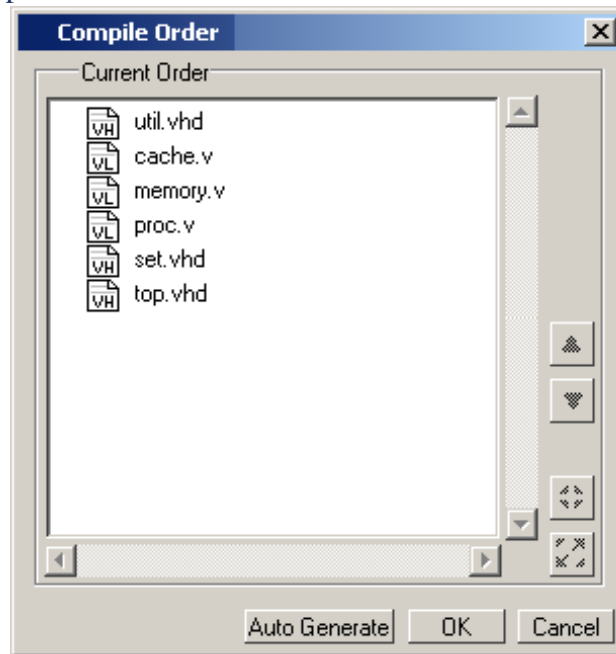 Compile Order
Current Order
VH util.vhd
VL cache.v
VL memory.v
VL proc.v
VH set.vhd
VH top.vhd
Auto Generate OK Cancel